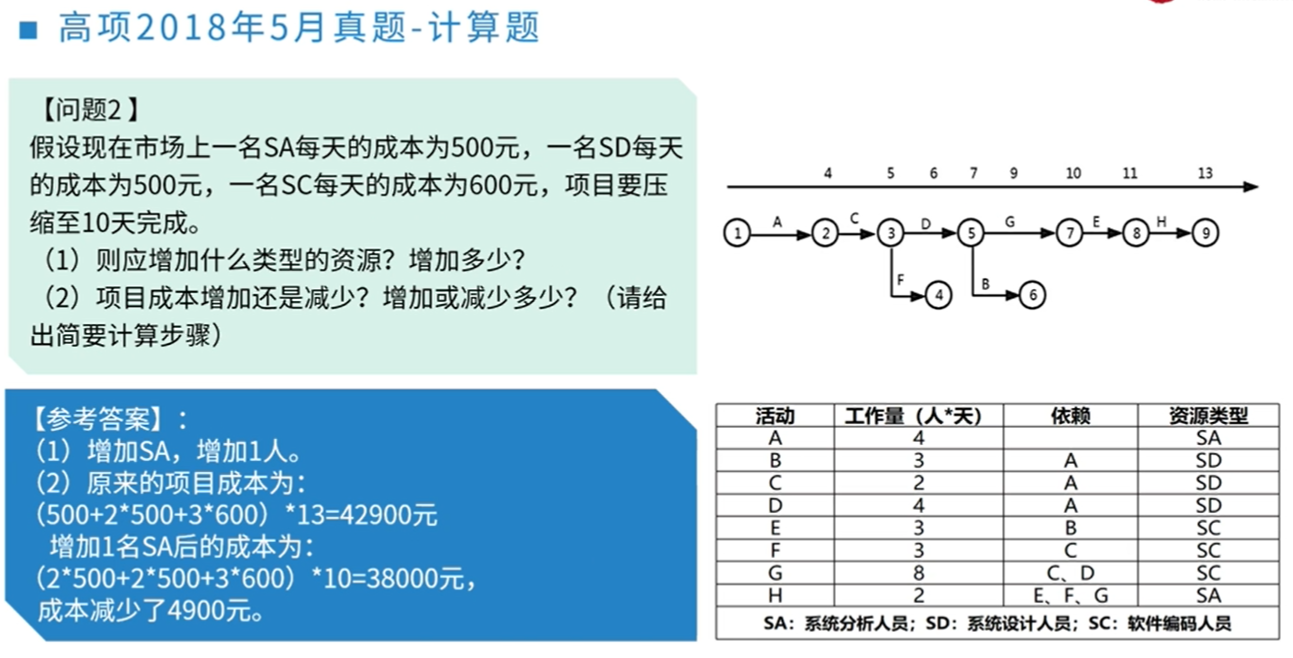 高项2018年5月真题-计算题
【问题2】
假设现在市场上一名SA每天的成本为500元，一名SD每天
的成本为500元，一名SC每天的成本为600元，项目要压
缩至10天完成。
（1）则应增加什么类型的资源？增加多少？
（2）项目成本增加还是减少？增加或减少多少？（请给
出简要计算步骤）
4 5 6 7 9 10 11 13
A C D G E H
1 2 3 5 7 8 9
F B
4 6
【参考答案】：
（1）增加SA，增加1人。
（2）原来的项目成本为：
（500+2*500+3*600）*13=42900元
增加1名SA后的成本为：
（2*500+2*500+3*600）*10=38000元，
成本减少了4900元。
活动 工作量（人*天） 依赖 资源类型
A 4 SA
B 3 A SD
C 2 A SD
D 4 A SD
E 3 B SC
F 3 C SC
G 8 C、D SC
H 2 E、F、G SA
SA：系统分析人员；SD：系统设计人员；SC：软件编码人员